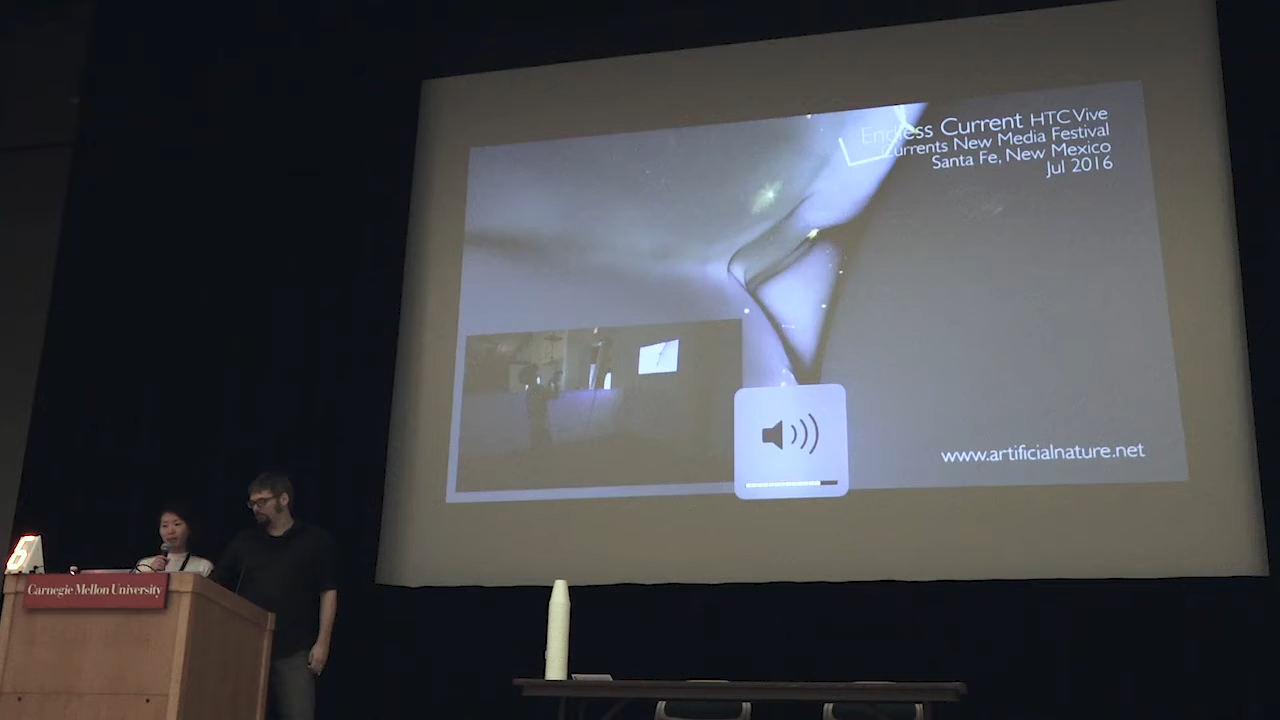 Endless Current HTC Vive
Currents New Media Festival
Santa Fe, New Mexico
Jul 2016
www.artificialnature.net
Carnegie Mellon University